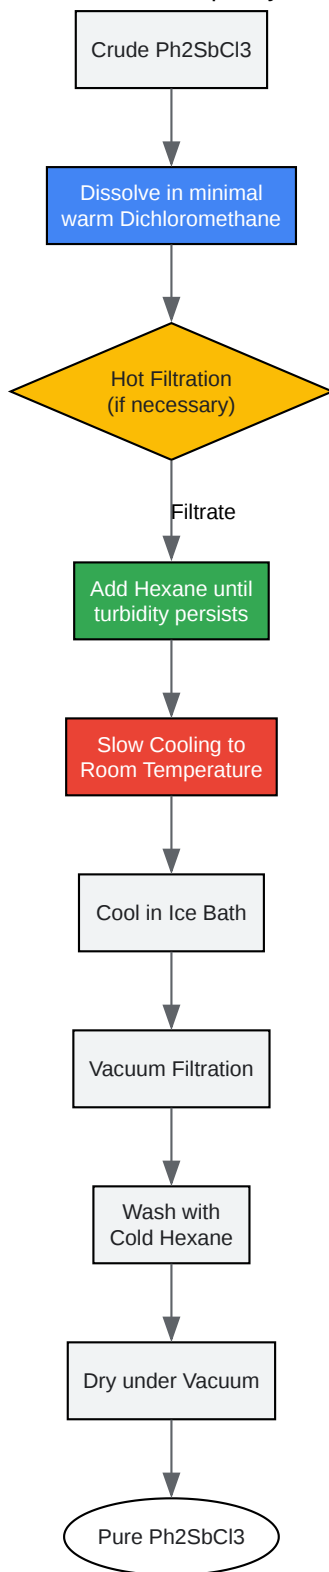 Crude Ph2SbCl3
Dissolve in minimal
warm Dichloromethane
Hot Filtration
(if necessary)
Filtrate
Add Hexane until
turbidity persists
Slow Cooling to
Room Temperature
Cool in Ice Bath
Vacuum Filtration
Wash with
Cold Hexane
Dry under Vacuum
Pure Ph2SbCl3